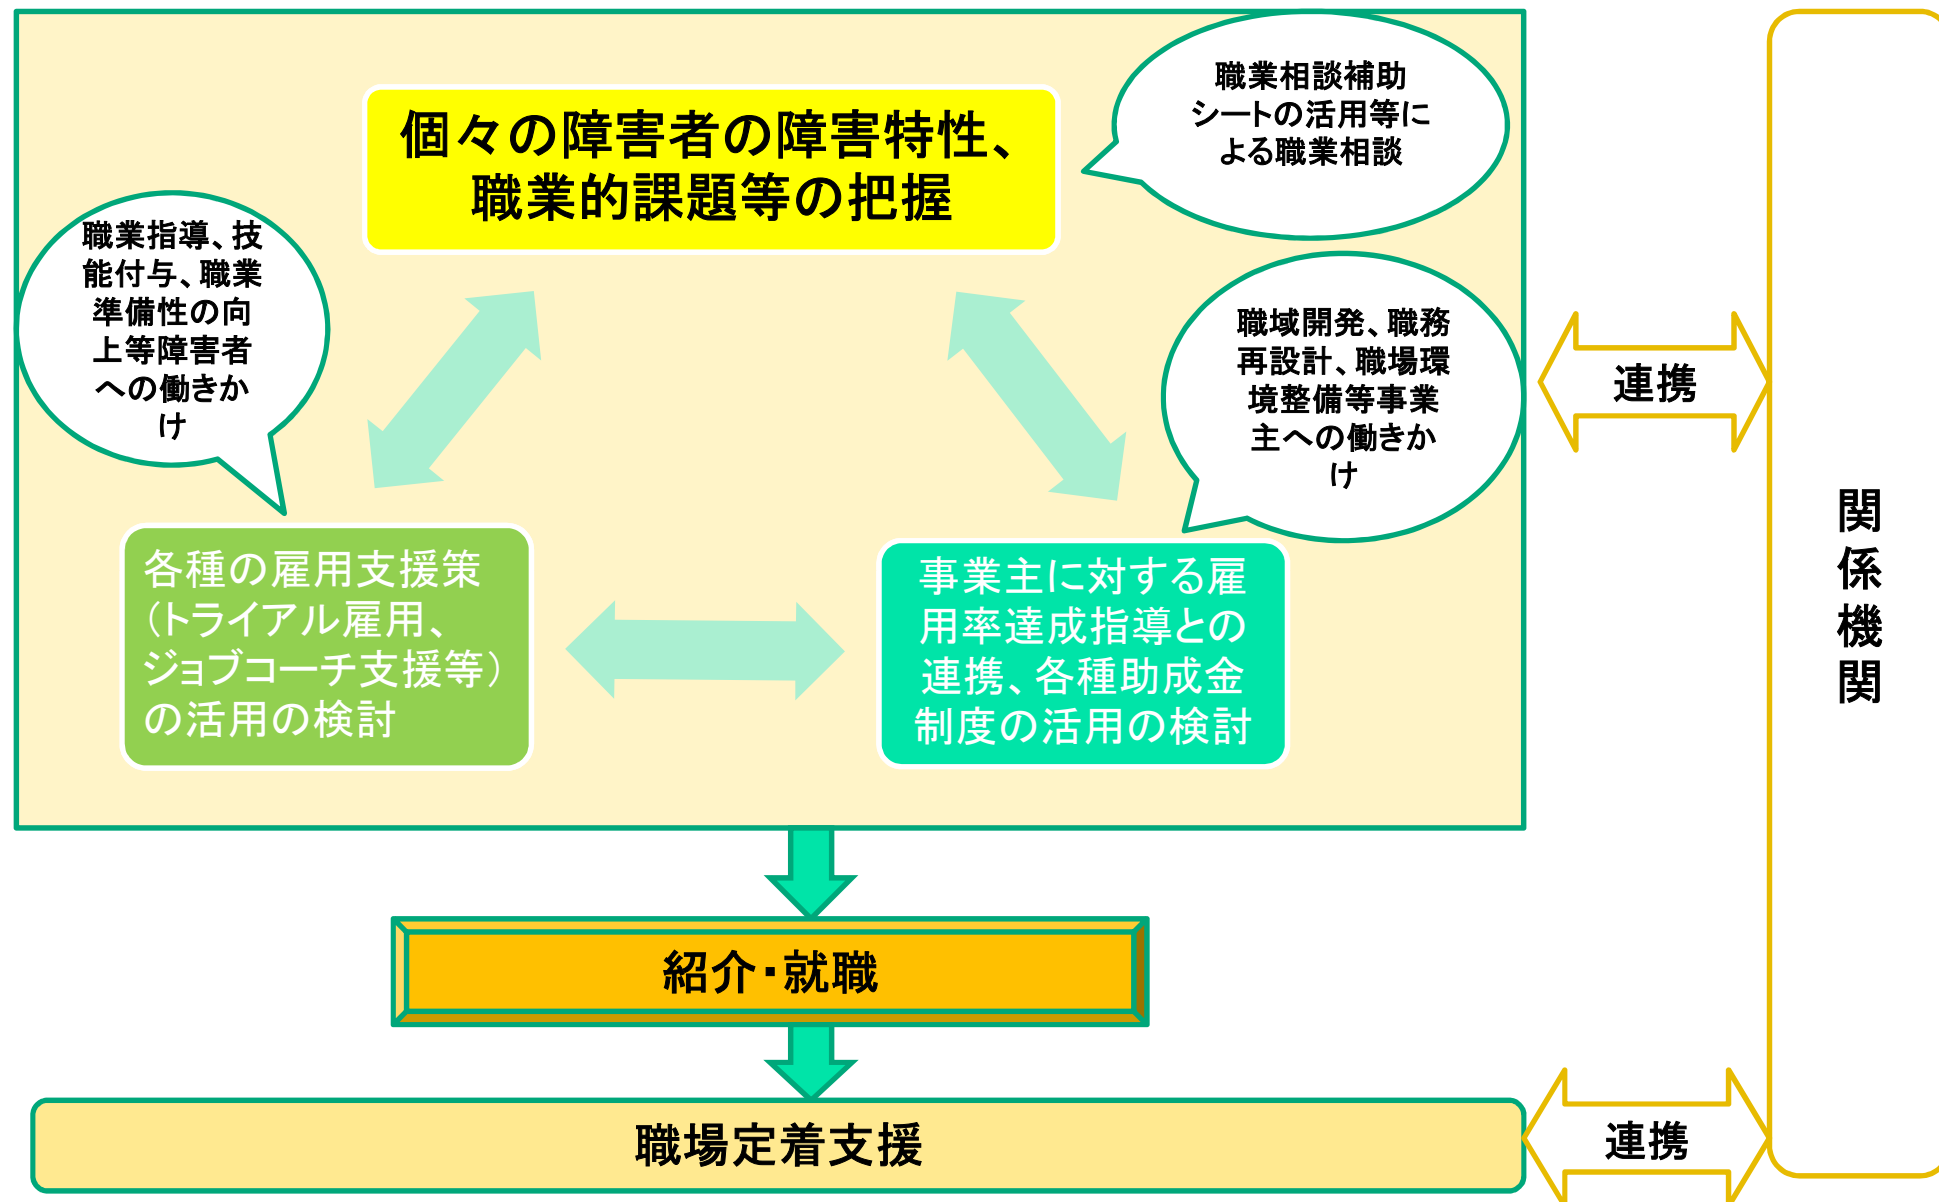 職業相談補助
シートの活用等に
よる職業相談
個々の障害者の障害特性、
職業的課題等の把握
職業指導、技
能付与、職業
準備性の向
上等障害者
への働きか
け
職域開発、職務
再設計、職場環
境整備等事業
主への働きか
け
連携
各種の雇用支援策
（トライアル雇用、
ジョブコーチ支援等）
の活用の検討
事業主に対する雇
用率達成指導との
連携、各種助成金
制度の活用の検討
関係機関
紹介・就職
職場定着支援
連携